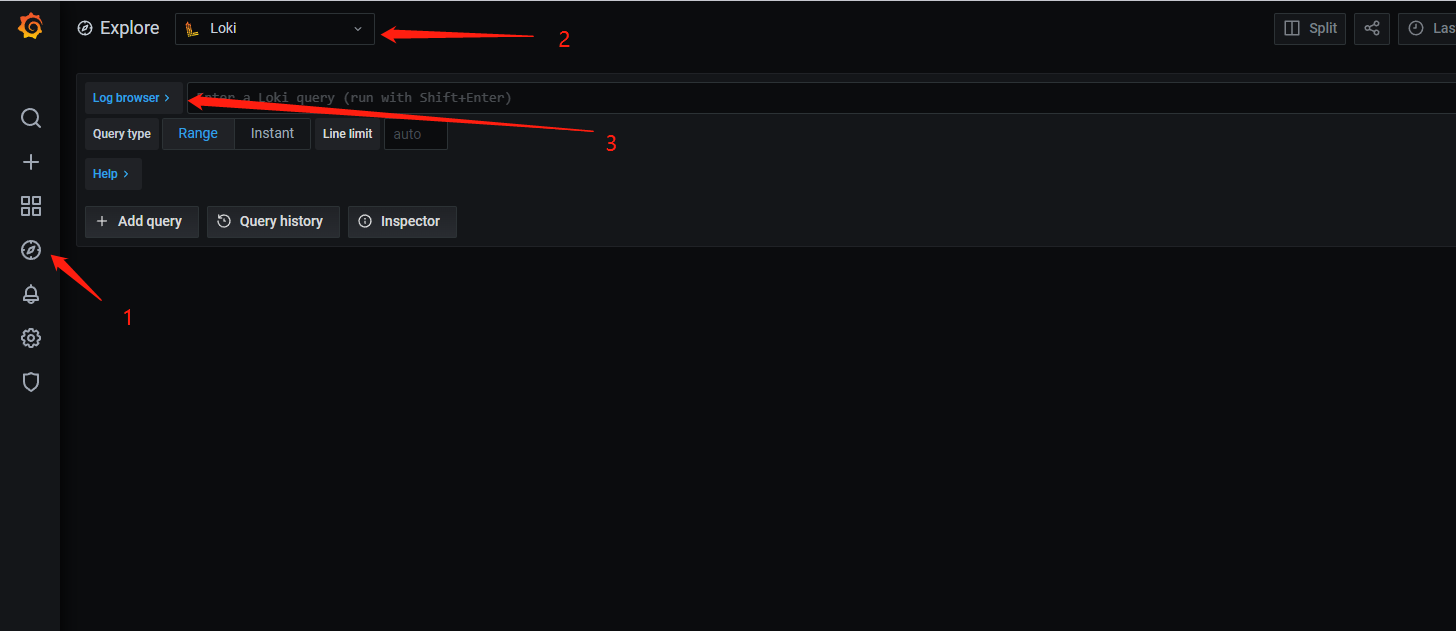 Explore Loki 2 Split Las
Log browser > Enter a Loki query (run with Shift+Enter)
Query type Range Instant Line limit auto 3
Help >
+ Add query Query history Inspector
1